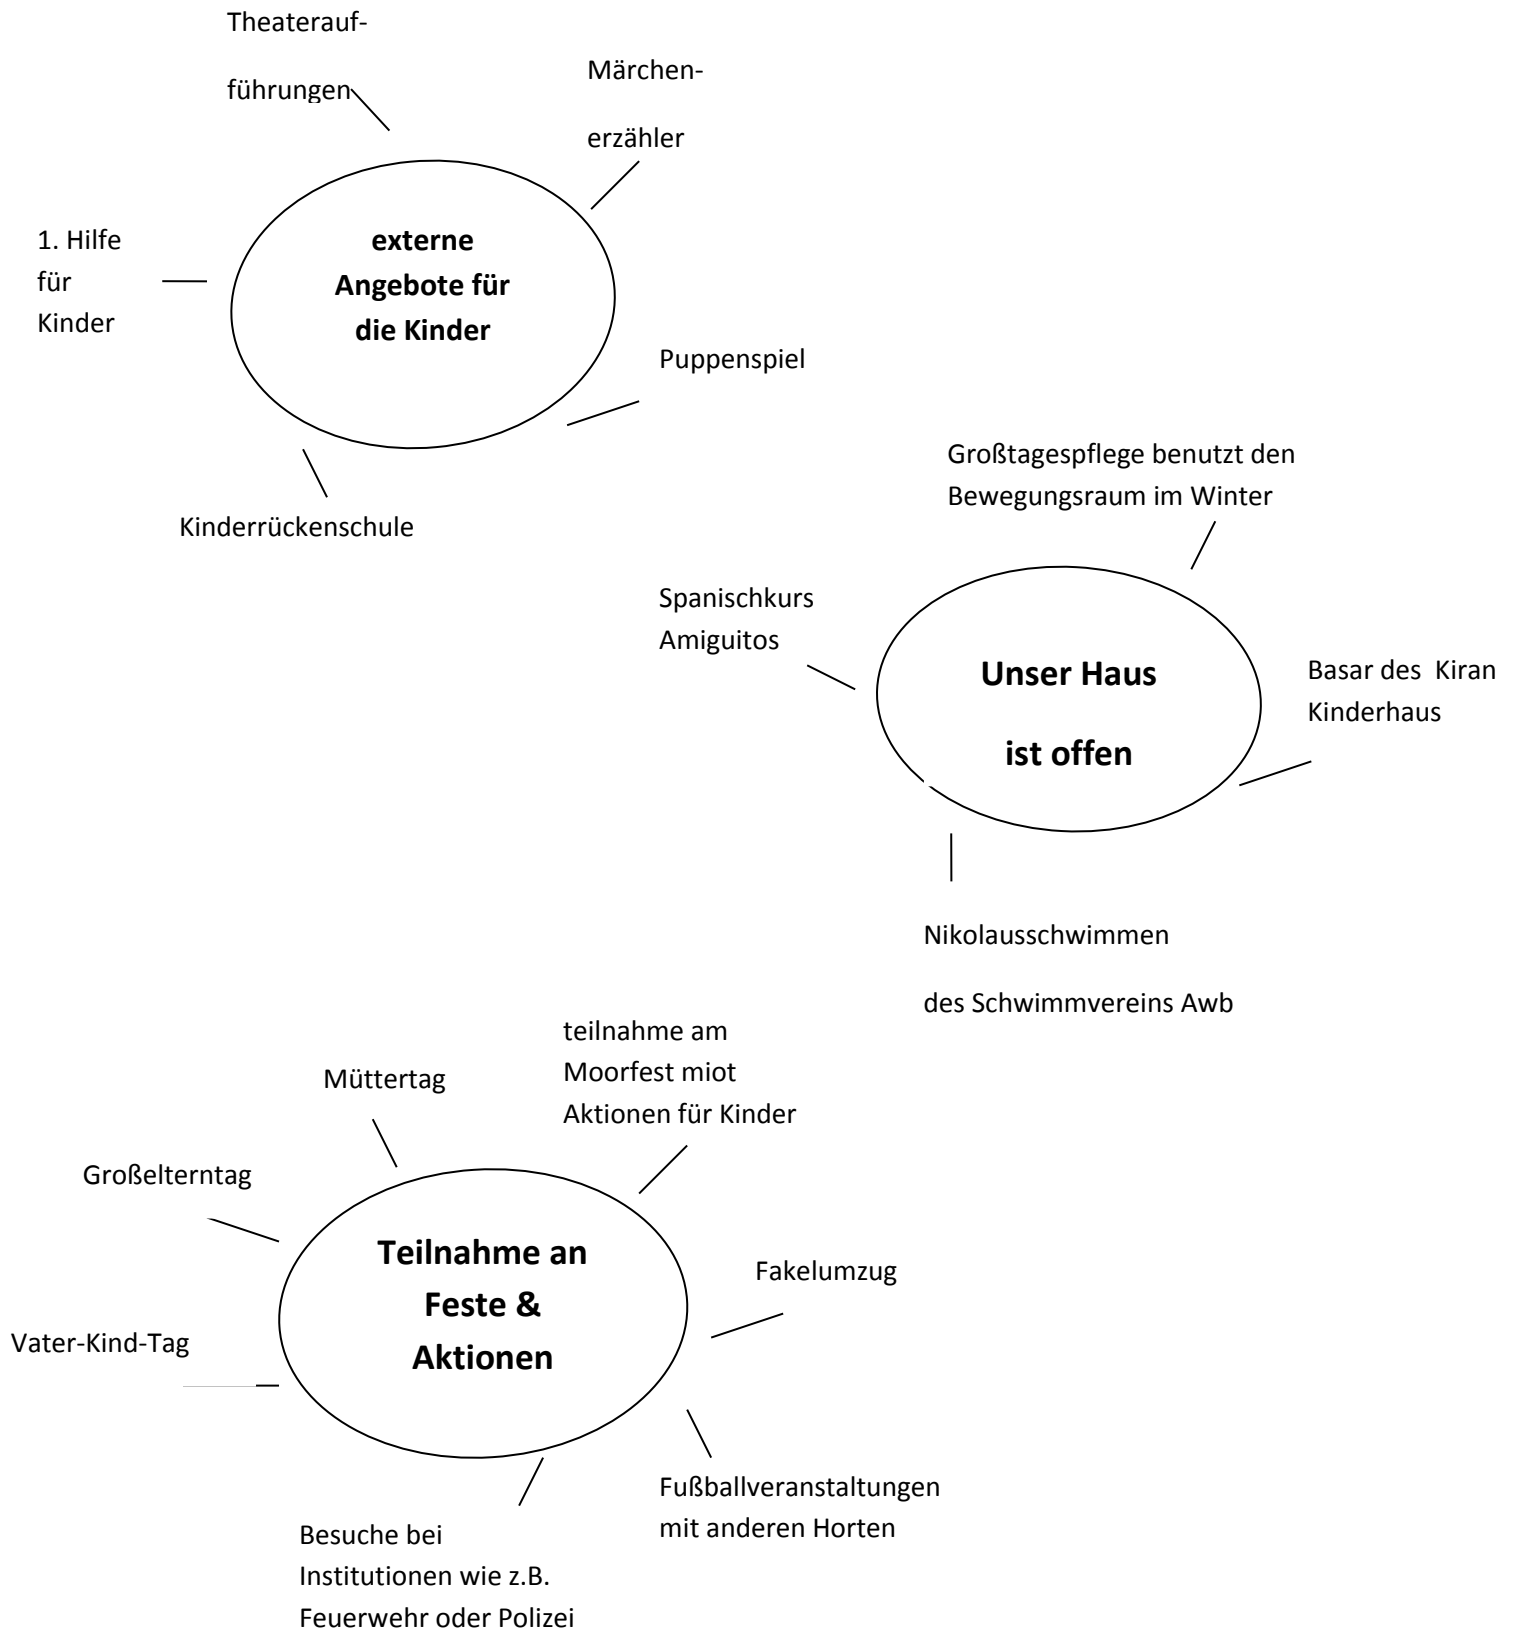 Theaterauf-
führungen
Märchen-
erzähler
1. Hilfe
für
Kinder
externe
Angebote für
die Kinder
Puppenspiel
Kinderrückenschule
Großtagespflege benutzt den
Bewegungsraum im Winter
Spanischkurs
Amiguitos
Unser Haus
ist offen
Basar des  Kiran
Kinderhaus
Nikolausschwimmen
des Schwimmvereins Awb
teilnahme am
Moorfest miot
Aktionen für Kinder
Müttertag
Großelterntag
Teilnahme an
Feste &
Aktionen
Fakelumzug
Vater-Kind-Tag
Fußballveranstaltungen
mit anderen Horten
Besuche bei
Institutionen wie z.B.
Feuerwehr oder Polizei